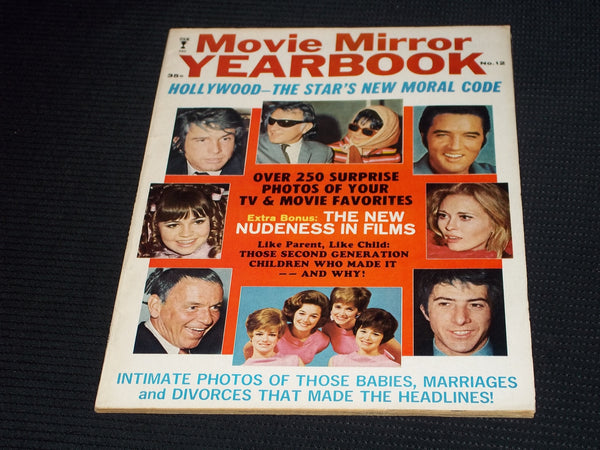 Movie Mirror
YEARBOOK
35¢
No.12
HOLLYWOOD—THE STAR'S NEW MORAL CODE
OVER 250 SURPRISE
PHOTOS OF YOUR
TV & MOVIE FAVORITES
Extra Bonus: THE NEW
NUDENESS IN FILMS
Like Parent, Like Child:
THOSE SECOND GENERATION
CHILDREN WHO MADE IT
—— AND WHY!
INTIMATE PHOTOS OF THOSE BABIES, MARRIAGES
and DIVORCES THAT MADE THE HEADLINES!